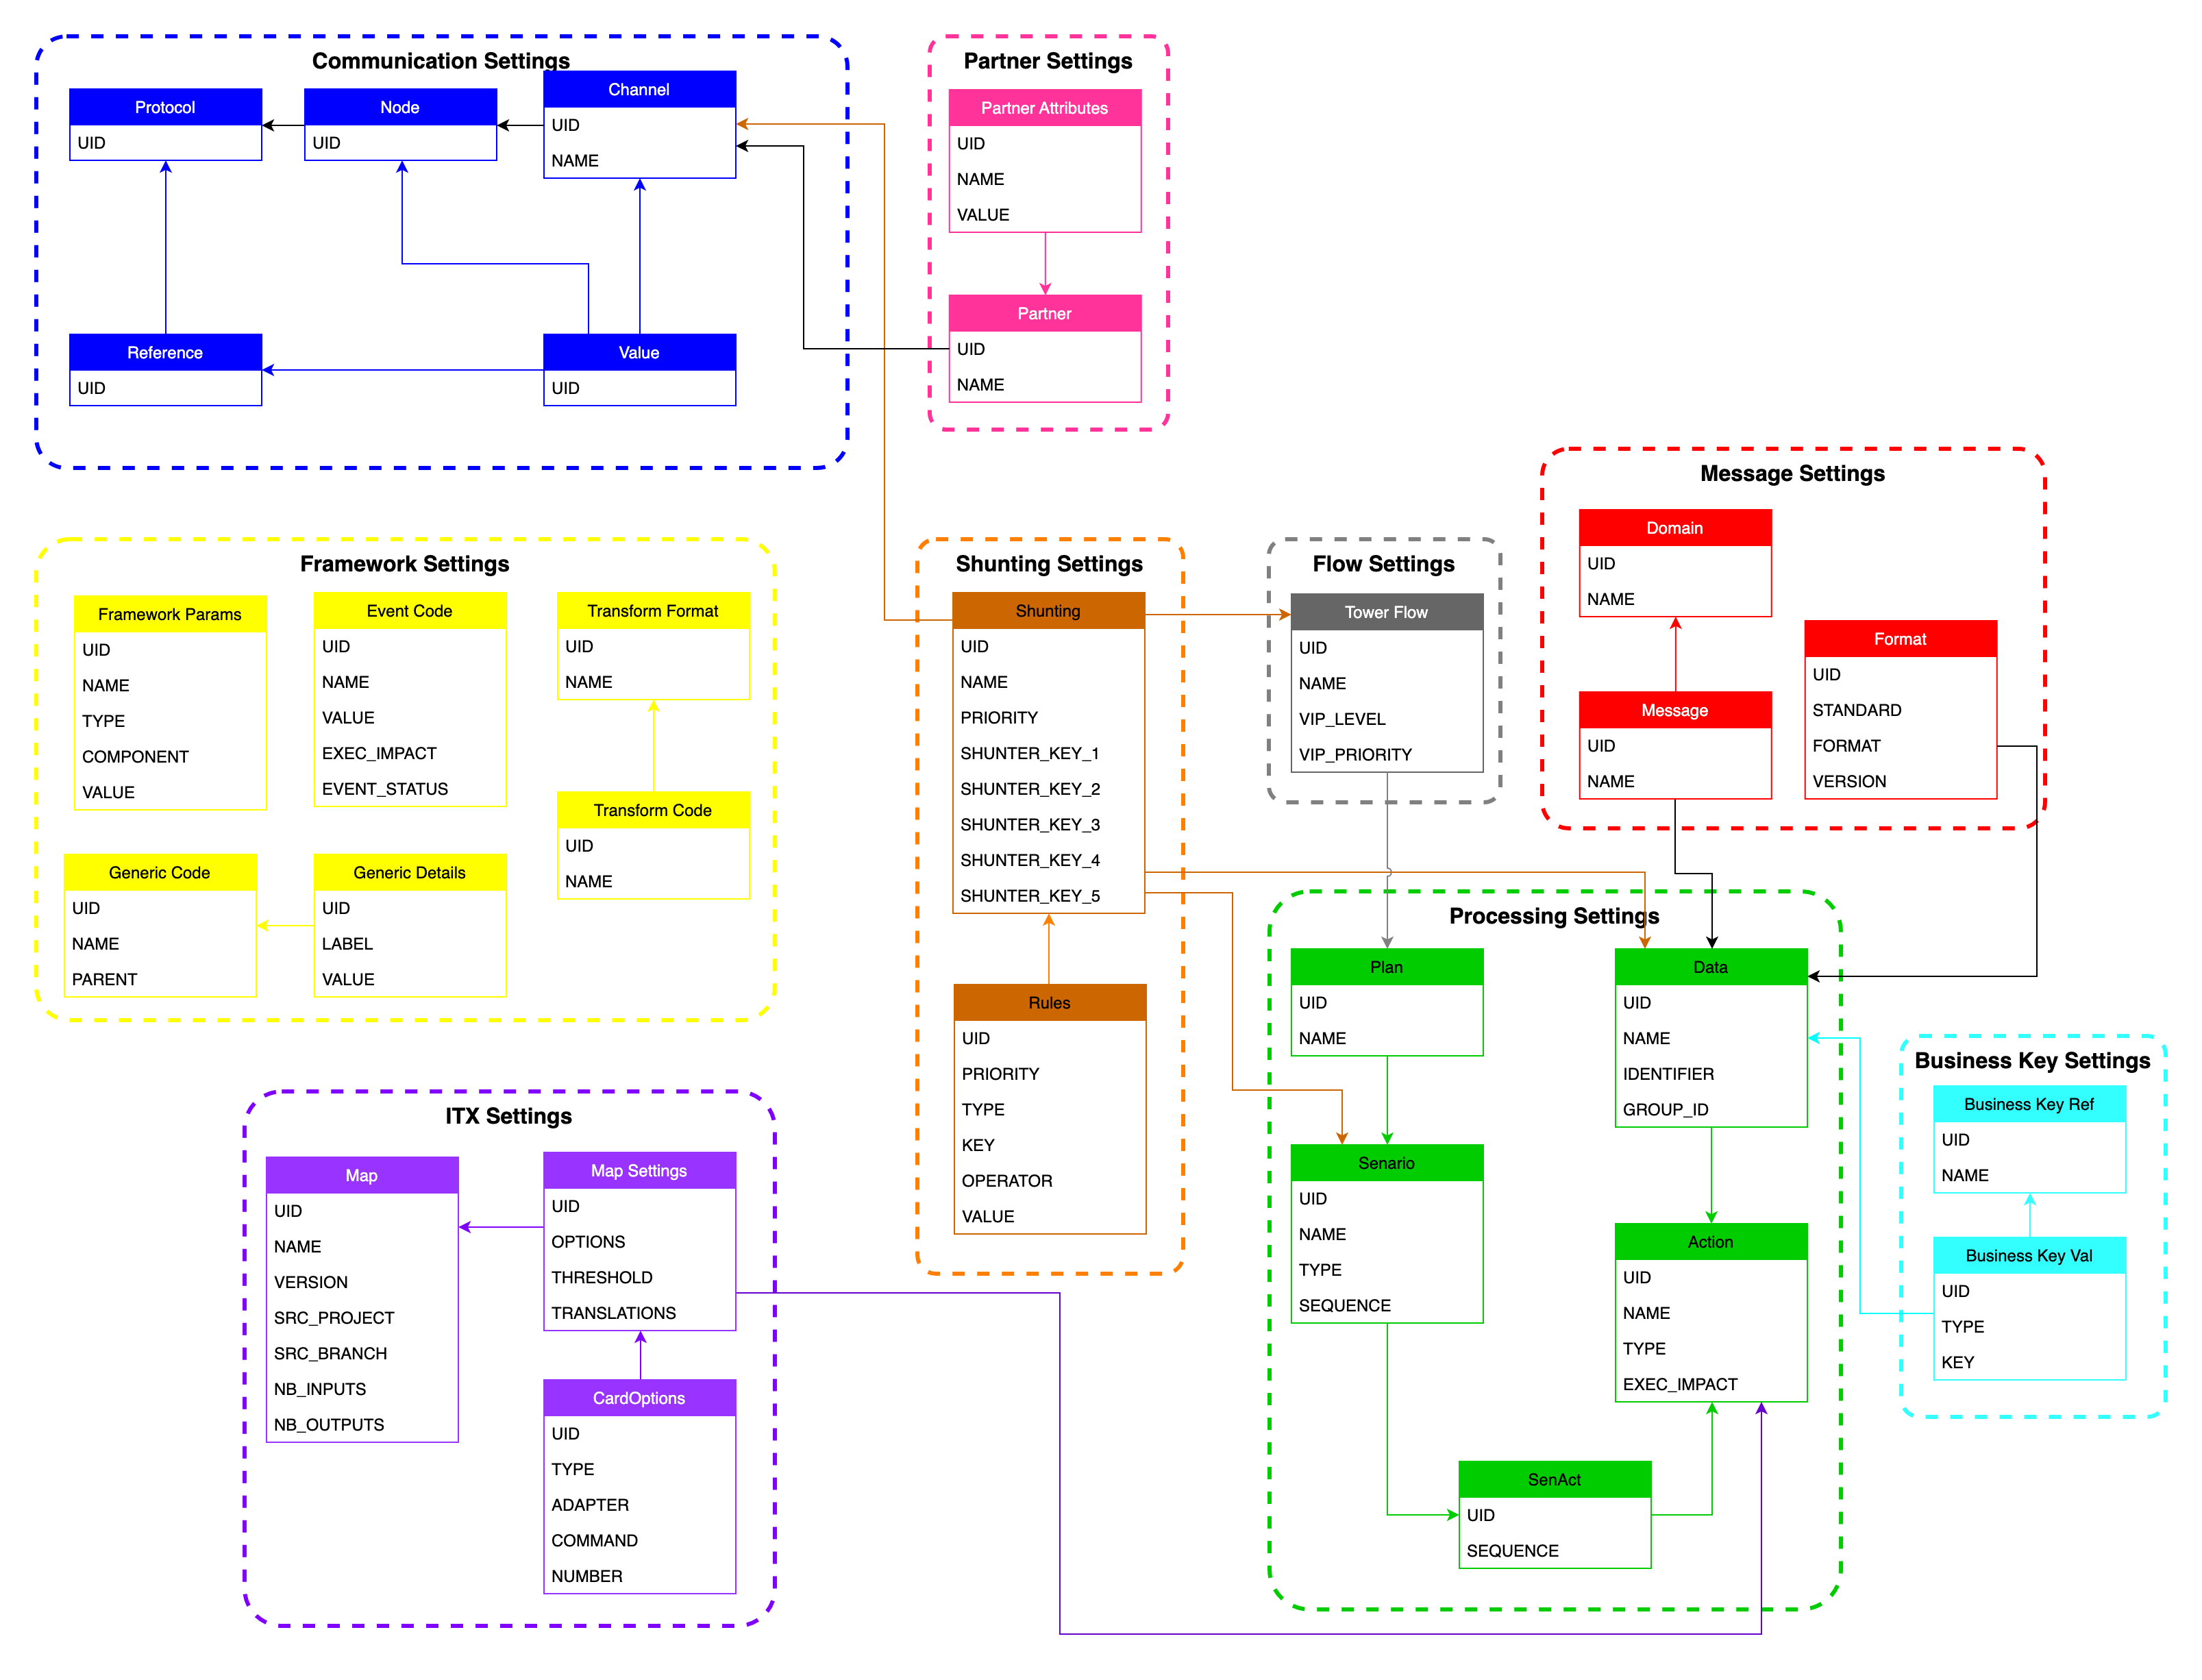 Communication Settings
Protocol
UID
Node
UID
Channel
UID
NAME
Reference
UID
Value
UID
Partner Settings
Partner Attributes
UID
NAME
VALUE
Partner
UID
NAME
Message Settings
Domain
UID
NAME
Message
UID
NAME
Format
UID
STANDARD
FORMAT
VERSION
Framework Settings
Framework Params
UID
NAME
TYPE
COMPONENT
VALUE
Event Code
UID
NAME
VALUE
EXEC_IMPACT
EVENT_STATUS
Transform Format
UID
NAME
Transform Code
UID
NAME
Generic Code
UID
NAME
PARENT
Generic Details
UID
LABEL
VALUE
Shunting Settings
Shunting
UID
NAME
PRIORITY
SHUNTER_KEY_1
SHUNTER_KEY_2
SHUNTER_KEY_3
SHUNTER_KEY_4
SHUNTER_KEY_5
Rules
UID
PRIORITY
TYPE
KEY
OPERATOR
VALUE
Flow Settings
Tower Flow
UID
NAME
VIP_LEVEL
VIP_PRIORITY
Processing Settings
Plan
UID
NAME
Data
UID
NAME
IDENTIFIER
GROUP_ID
Senario
UID
NAME
TYPE
SEQUENCE
Action
UID
NAME
TYPE
EXEC_IMPACT
SenAct
UID
SEQUENCE
Business Key Settings
Business Key Ref
UID
NAME
Business Key Val
UID
TYPE
KEY
ITX Settings
Map
UID
NAME
VERSION
SRC_PROJECT
SRC_BRANCH
NB_INPUTS
NB_OUTPUTS
Map Settings
UID
OPTIONS
THRESHOLD
TRANSLATIONS
CardOptions
UID
TYPE
ADAPTER
COMMAND
NUMBER